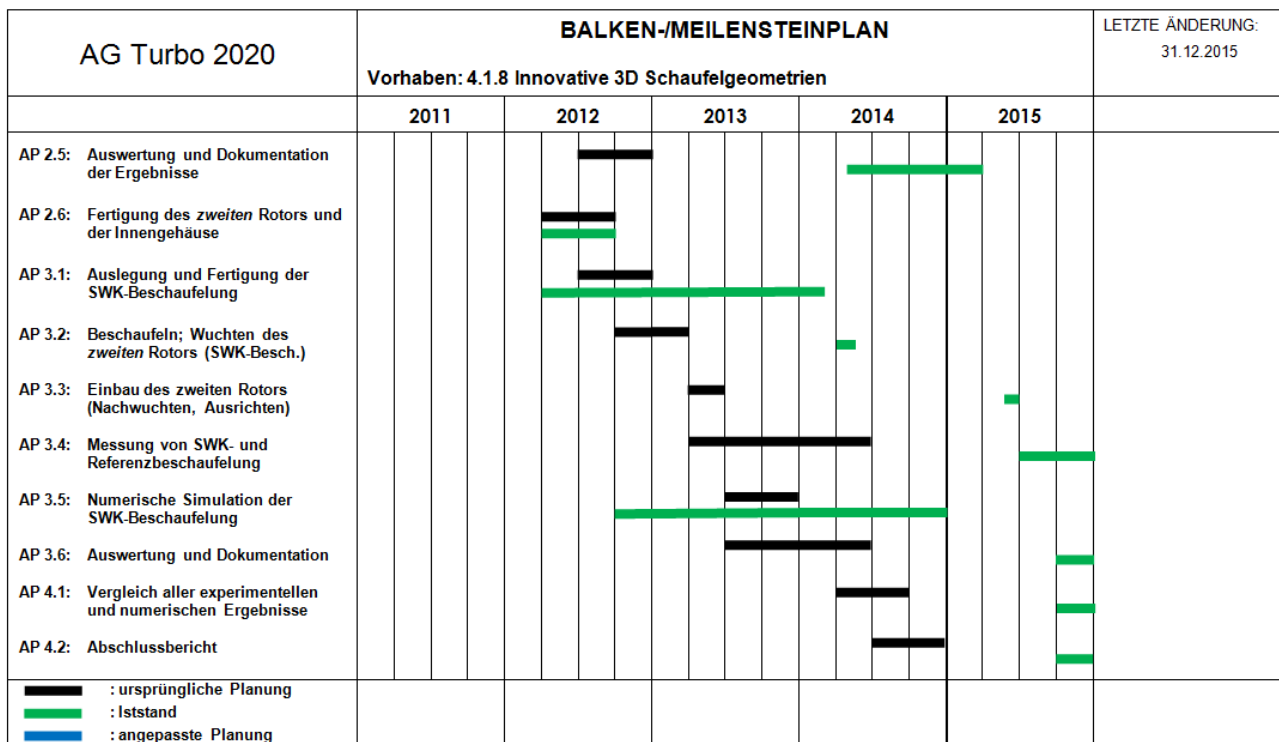 AG Turbo 2020
BALKEN-/MEILENSTEINPLAN
Vorhaben: 4.1.8 Innovative 3D Schaufelgeometrien
LETZTE ÄNDERUNG:
31.12.2015
2011 2012 2013 2014 2015
AP 2.5: Auswertung und Dokumentation
der Ergebnisse
AP 2.6: Fertigung des zweiten Rotors und
der Innengehäuse
AP 3.1: Auslegung und Fertigung der
SWK-Beschaufelung
AP 3.2: Beschaufeln; Wuchten des
zweiten Rotors (SWK-Besch.)
AP 3.3: Einbau des zweiten Rotors
(Nachwuchten, Ausrichten)
AP 3.4: Messung von SWK- und
Referenzbeschaufelung
AP 3.5: Numerische Simulation der
SWK-Beschaufelung
AP 3.6: Auswertung und Dokumentation
AP 4.1: Vergleich aller experimentellen
und numerischen Ergebnisse
AP 4.2: Abschlussbericht
: ursprüngliche Planung
: Iststand
: angepasste Planung